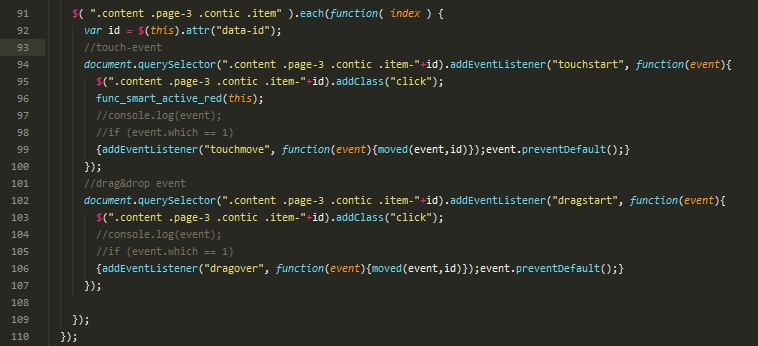 91 $( ".content .page-3 .contic .item" ).each(function( index ) {
92 var id = $(this).attr("data-id");
93 //touch-event
94 document.querySelector(".content .page-3 .contic .item-"+id).addEventListener("touchstart", function(event){
95 $(".content .page-3 .contic .item-"+id).addClass("click");
96 func_smart_active_red(this);
97 //console.log(event);
98 //if (event.which == 1)
99 {addEventListener("touchmove", function(event){moved(event,id)});event.preventDefault();}
100 });
101 //drag&drop event
102 document.querySelector(".content .page-3 .contic .item-"+id).addEventListener("dragstart", function(event){
103 $(".content .page-3 .contic .item-"+id).addClass("click");
104 //console.log(event);
105 //if (event.which == 1)
106 {addEventListener("dragover", function(event){moved(event,id)});event.preventDefault();}
107 });
108
109 });
110 });